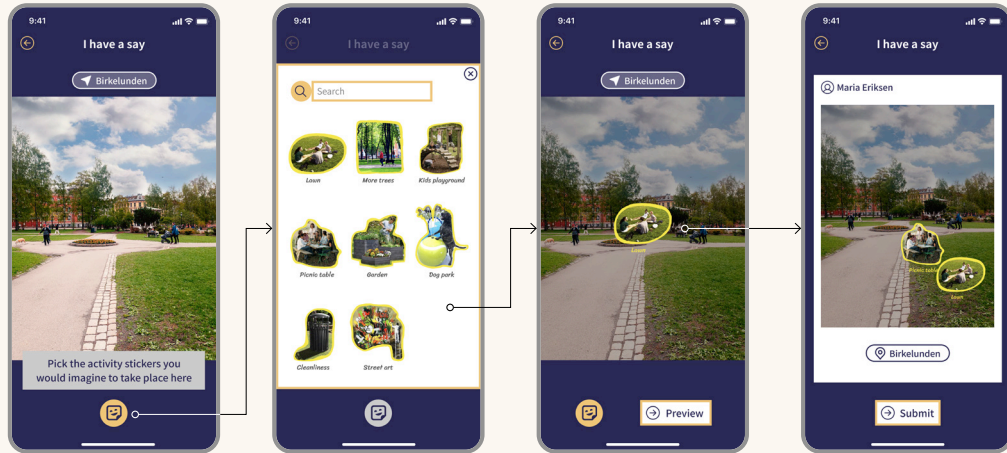 9:41
I have a say
Birkelunden
Pick the activity stickers you
would imagine to take place here
9:41
I have a say
Search
Lawn
More trees
Kids playground
Picnic table
Garden
Dog park
Cleanliness
Street art
9:41
I have a say
Birkelunden
Lawn
Preview
9:41
I have a say
Maria Eriksen
Picnic table
Lawn
Birkelunden
Submit